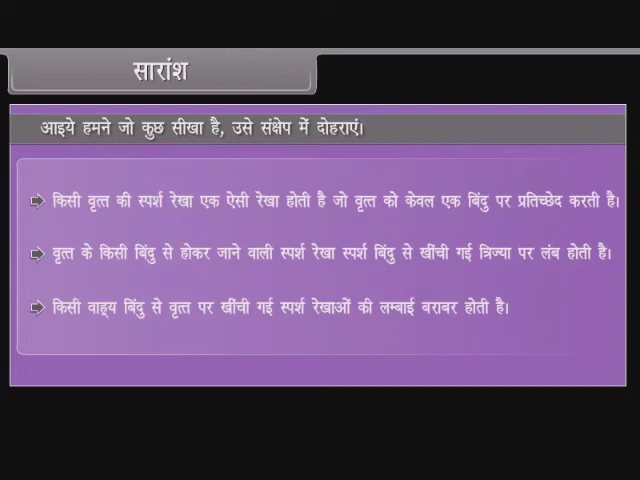 सारांश
आइये हमने जो कुछ सीखा है, उसे संक्षेप में दोहराएं।
किसी वृत्त की स्पर्श रेखा एक ऐसी रेखा होती है जो वृत्त को केवल एक बिंदु पर प्रतिच्छेद करती है।
वृत्त के किसी बिंदु से होकर जाने वाली स्पर्श रेखा स्पर्श बिंदु से खींची गई त्रिज्या पर लंब होती है।
किसी वाह्य बिंदु से वृत्त पर खींची गई स्पर्श रेखाओं की लम्बाई बराबर होती है।